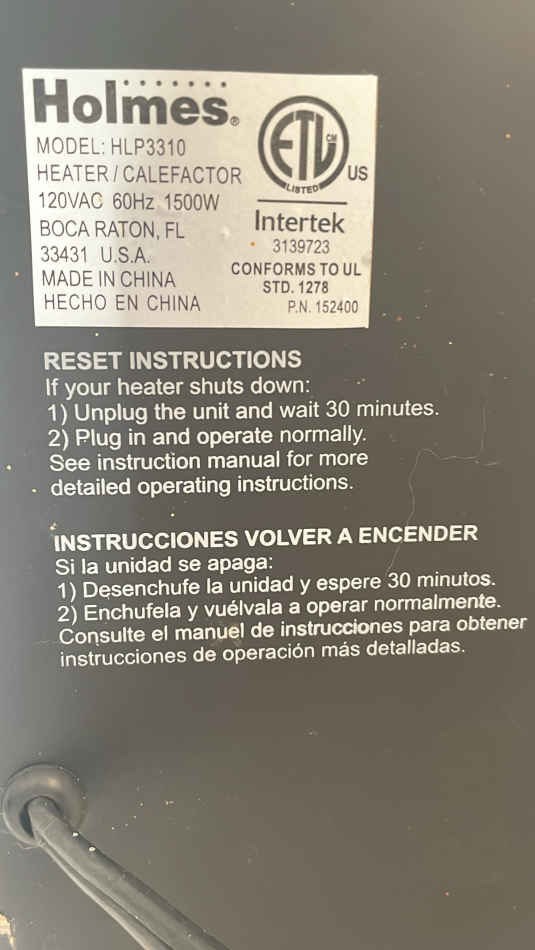 Holmes®
MODEL: HLP3310
HEATER / CALEFACTOR
120VAC 60Hz 1500W
BOCA RATON, FL
33431 U.S.A.
MADE IN CHINA
HECHO EN CHINA
ETL CM
LISTED
US
Intertek
3139723
CONFORMS TO UL
STD. 1278
P.N. 152400
RESET INSTRUCTIONS
If your heater shuts down:
1) Unplug the unit and wait 30 minutes.
2) Plug in and operate normally.
See instruction manual for more
detailed operating instructions.
INSTRUCCIONES VOLVER A ENCENDER
Si la unidad se apaga:
1) Desenchufe la unidad y espere 30 minutos.
2) Enchufela y vuélvala a operar normalmente.
Consulte el manuel de instrucciones para obtener
instrucciones de operación más detalladas.